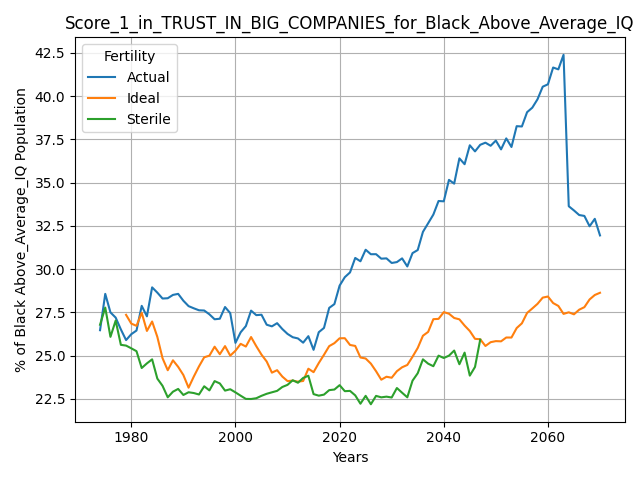 Score_1_in_TRUST_IN_BIG_COMPANIES_for_Black_Above_Average_IQ
Fertility
Actual
Ideal
Sterile
% of Black Above_Average_IQ Population
42.5
40.0
37.5
35.0
32.5
30.0
27.5
25.0
22.5
1980
2000
2020
2040
2060
Years